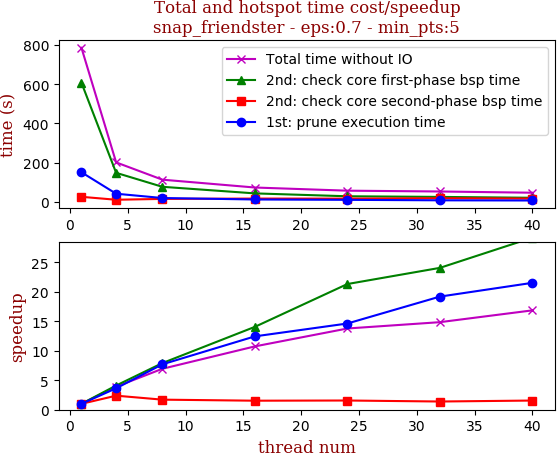 Total and hotspot time cost/speedup
snap_friendster - eps:0.7 - min_pts:5
800
600
400
200
0
time (s)
Total time without IO
2nd: check core first-phase bsp time
2nd: check core second-phase bsp time
1st: prune execution time
0 5 10 15 20 25 30 35 40
25
20
15
10
5
0
speedup
0 5 10 15 20 25 30 35 40
thread num